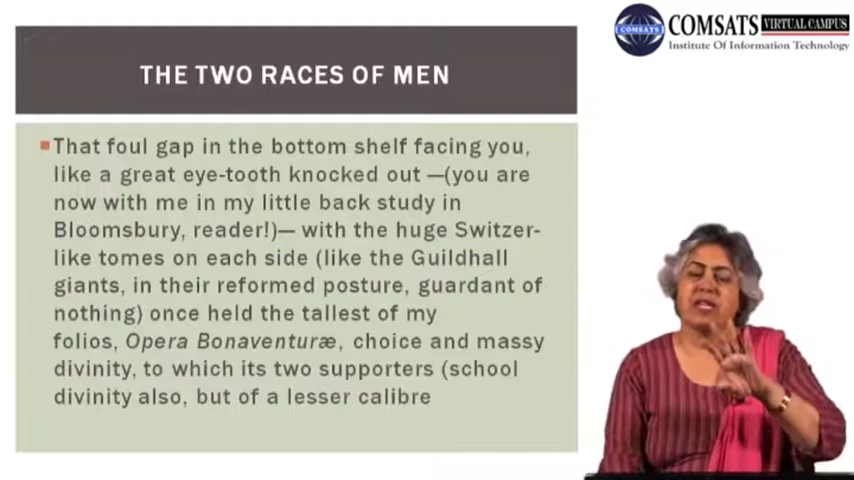 THE TWO RACES OF MEN
That foul gap in the bottom shelf facing you,
like a great eye-tooth knocked out —(you are
now with me in my little back study in
Bloomsbury, reader!)— with the huge Switzer-
like tomes on each side (like the Guildhall
giants, in their reformed posture, guardant of
nothing) once held the tallest of my
folios, Opera Bonaventuræ, choice and massy
divinity, to which its two supporters (school
divinity also, but of a lesser calibre
COMSATS
COMSATS VIRTUAL CAMPUS
Institute Of Information Technology